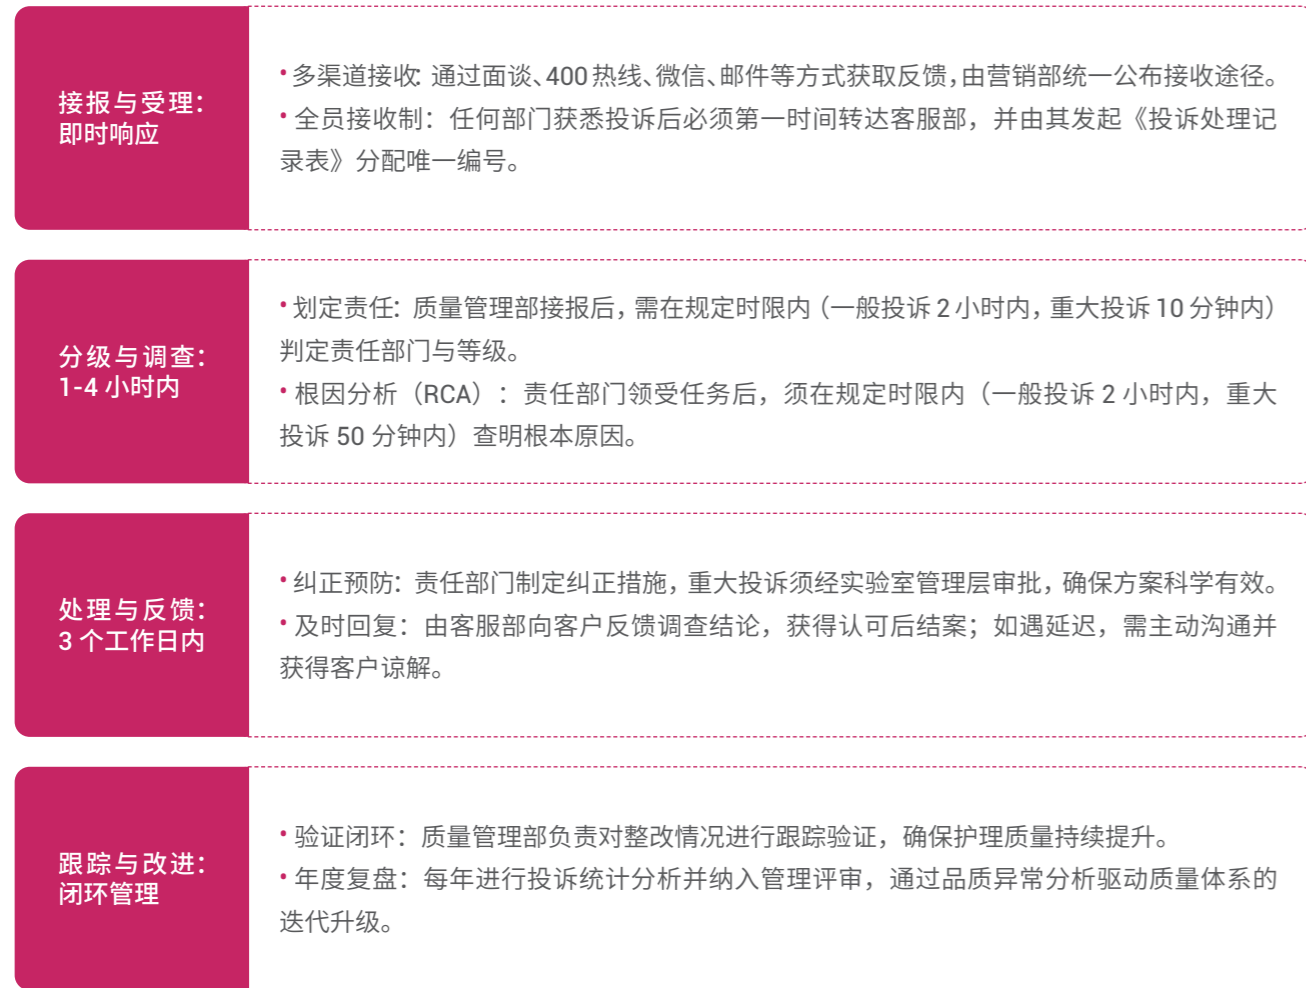 接报与受理：
即时响应
• 多渠道接收：通过面谈、400 热线、微信、邮件等方式获取反馈，由营销部统一公布接收途径。
• 全员接收制：任何部门获悉投诉后必须第一时间转达客服部，并由其发起《投诉处理记
录表》分配唯一编号。
分级与调查：
1-4 小时内
• 划定责任：质量管理部接报后，需在规定时限内（一般投诉 2 小时内，重大投诉 10 分钟内）
判定责任部门与等级。
• 根因分析（RCA）：责任部门领受任务后，须在规定时限内（一般投诉 2 小时内，重大
投诉 50 分钟内）查明根本原因。
处理与反馈：
3 个工作日内
• 纠正预防：责任部门制定纠正措施，重大投诉须经实验室管理层审批，确保方案科学有效。
• 及时回复：由客服部向客户反馈调查结论，获得认可后结案；如遇延迟，需主动沟通并
获得客户谅解。
跟踪与改进：
闭环管理
• 验证闭环：质量管理部负责对整改情况进行跟踪验证，确保护理质量持续提升。
• 年度复盘：每年进行投诉统计分析并纳入管理评审，通过品质异常分析驱动质量体系的
迭代升级。